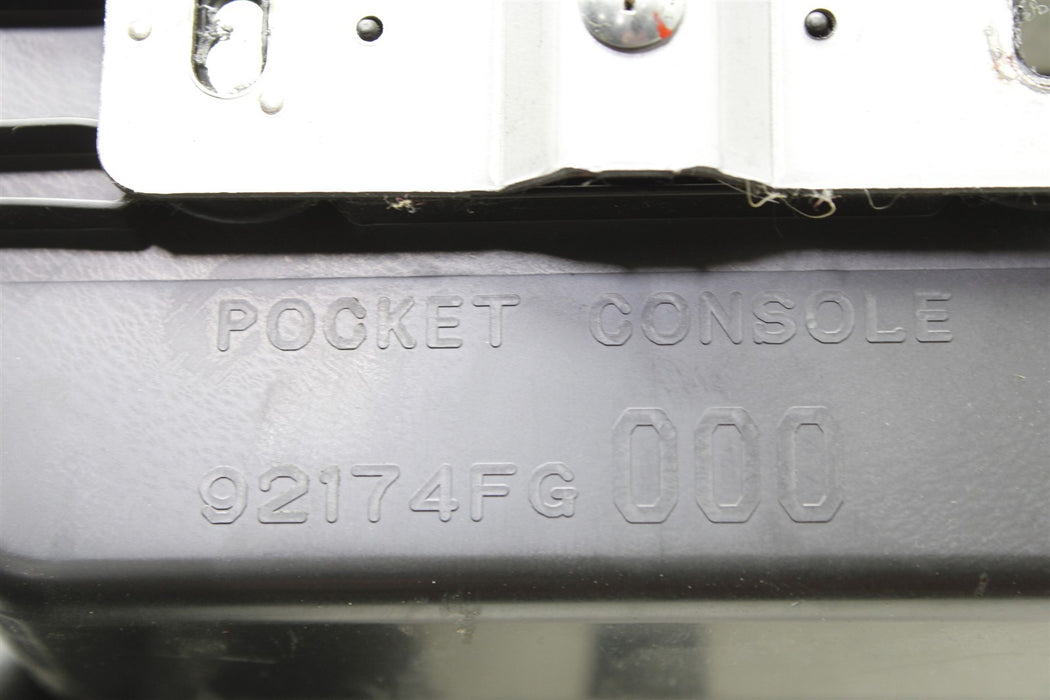 POCKET CONSOLE
92174FG 000